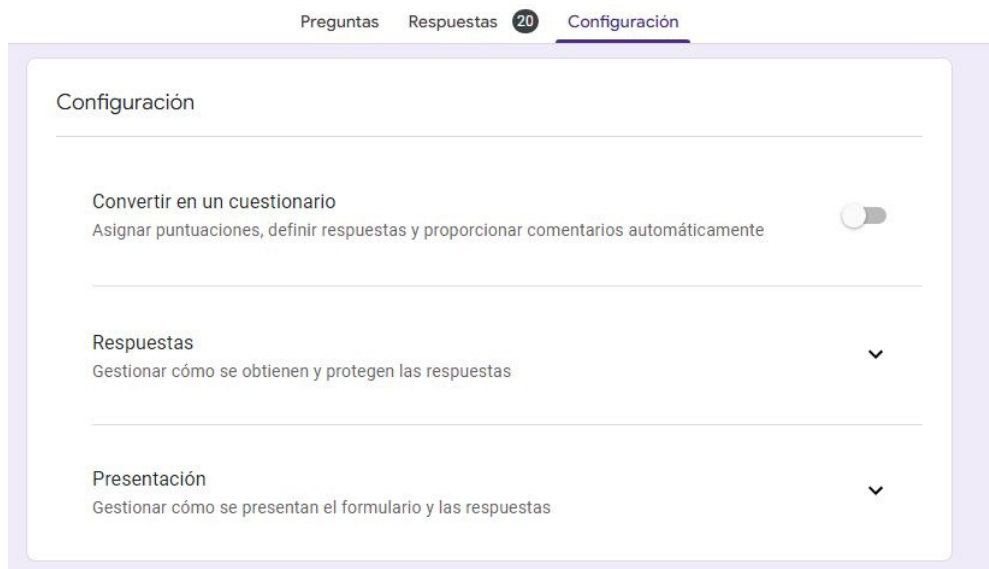 Preguntas Respuestas 20 Configuración
Configuración
Convertir en un cuestionario
Asignar puntuaciones, definir respuestas y proporcionar comentarios automáticamente
Respuestas
Gestionar cómo se obtienen y protegen las respuestas
Presentación
Gestionar cómo se presentan el formulario y las respuestas